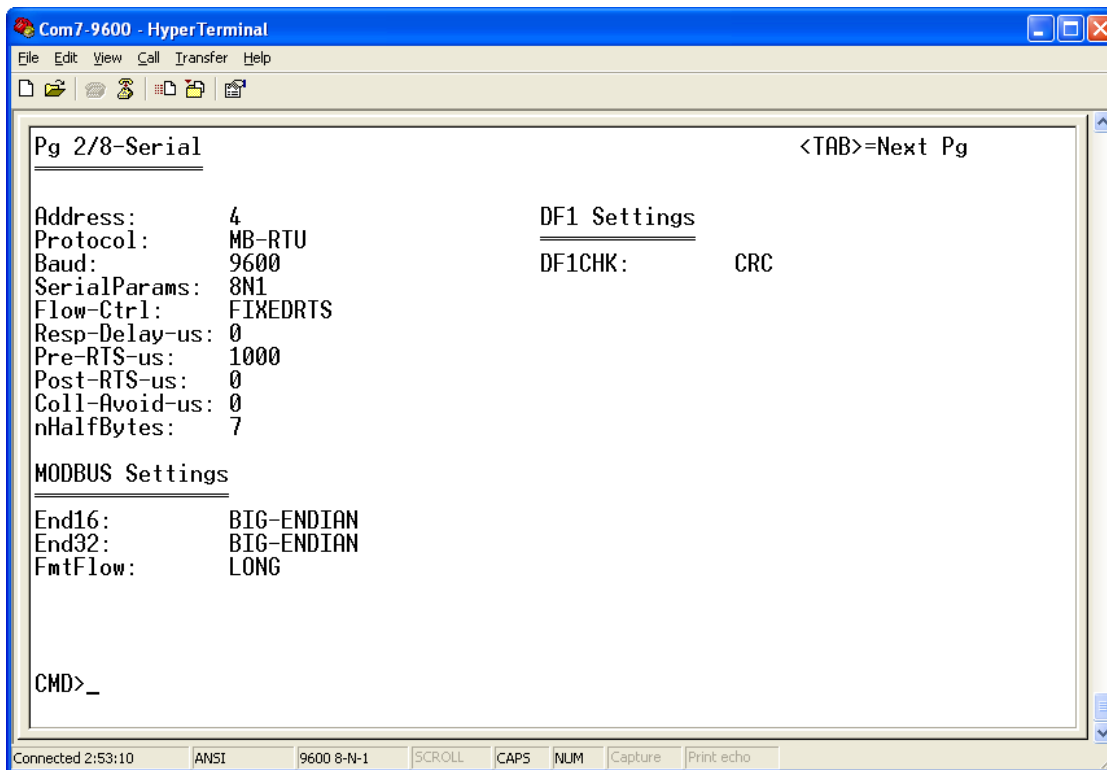 Com7-9600 - HyperTerminal
File Edit View Call Transfer Help
Pg 2/8-Serial <TAB>=Next Pg
Address: 4
Protocol: MB-RTU
Baud: 9600
SerialParams: 8N1
Flow-Ctrl: FIXEDRTS
Resp-Delay-us: 0
Pre-RTS-us: 1000
Post-RTS-us: 0
Coll-Avoid-us: 0
nHalfBytes: 7
DF1 Settings
DF1CHK: CRC
MODBUS Settings
End16: BIG-ENDIAN
End32: BIG-ENDIAN
FmtFlow: LONG
CMD>_
Connected 2:53:10 ANSI 9600 8-N-1 SCROLL CAPS NUM Capture Print echo